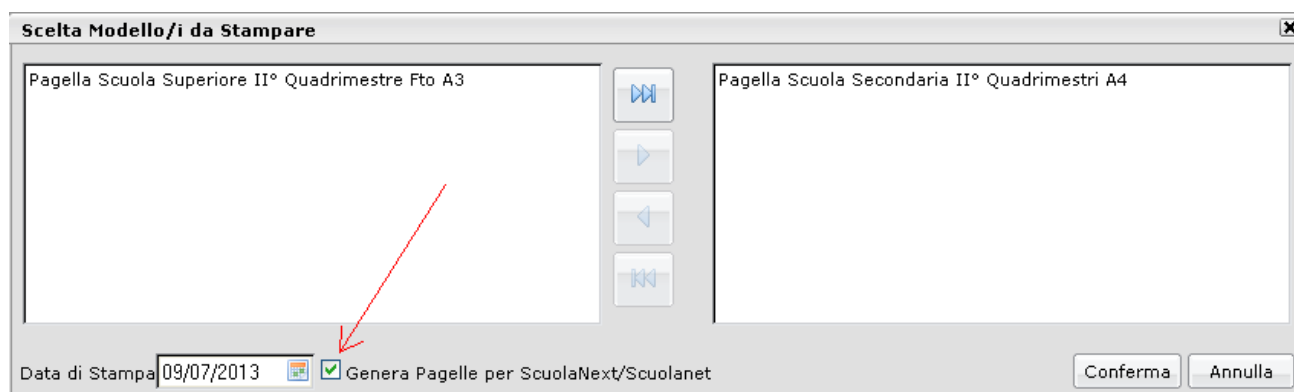 Scelta Modello/i da Stampare
Pagella Scuola Superiore II° Quadrimestre Fto A3
Pagella Scuola Secondaria II° Quadrimestri A4
Data di Stampa 09/07/2013 Genera Pagelle per ScuolaNext/Scuolanet Conferma Annulla